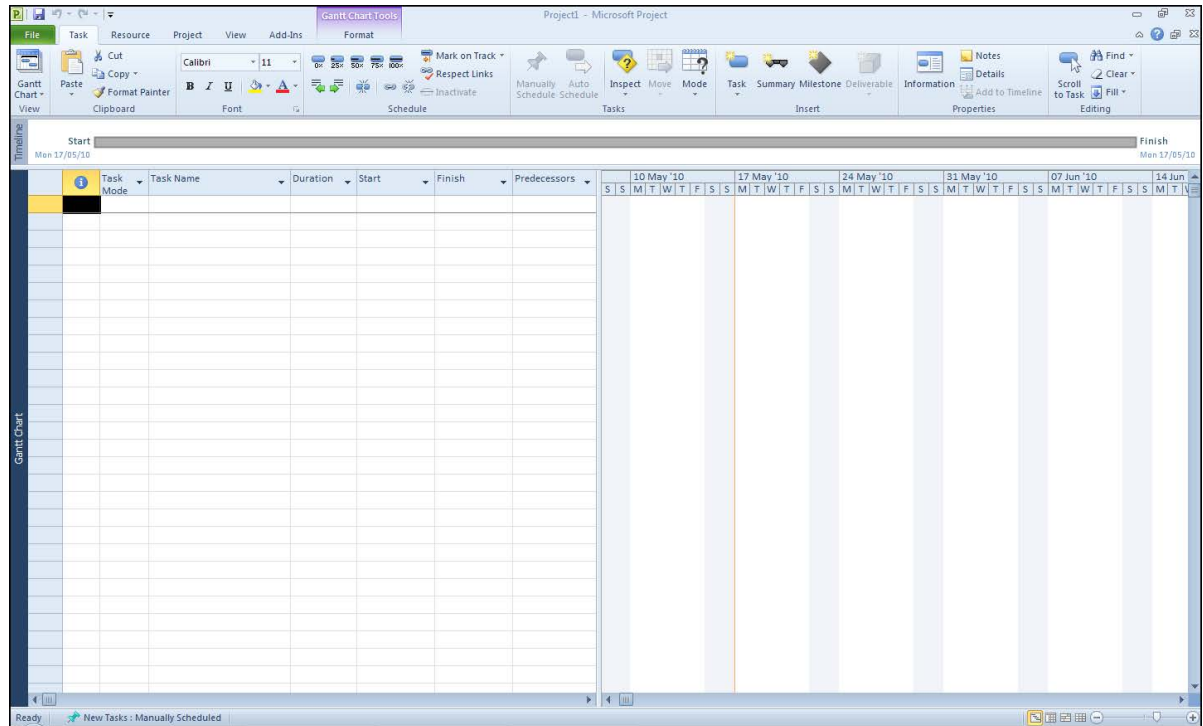 Gantt Chart Tools
Project1 - Microsoft Project
File Task Resource Project View Add-Ins Format
Gantt Chart
View
Paste
Cut
Copy
Format Painter
Clipboard
Calibri 11
B I U A
Font
0% 25% 50% 75% 100%
Mark on Track
Respect Links
Inactivate
Schedule
Manually Schedule
Auto Schedule
Inspect Move Mode
Tasks
Task Summary Milestone Deliverable
Insert
Information
Notes
Details
Add to Timeline
Properties
Scroll to Task
Find
Clear
Fill
Editing
Timeline
Start
Mon 17/05/10
Finish
Mon 17/05/10
Task Mode Task Name Duration Start Finish Predecessors
10 May '10 17 May '10 24 May '10 31 May '10 07 Jun '10 14 Jun
S S M T W T F S S M T W T F S S M T W T F S S M T W T F S S M T W T F S S M T W
Gantt Chart
Ready New Tasks : Manually Scheduled